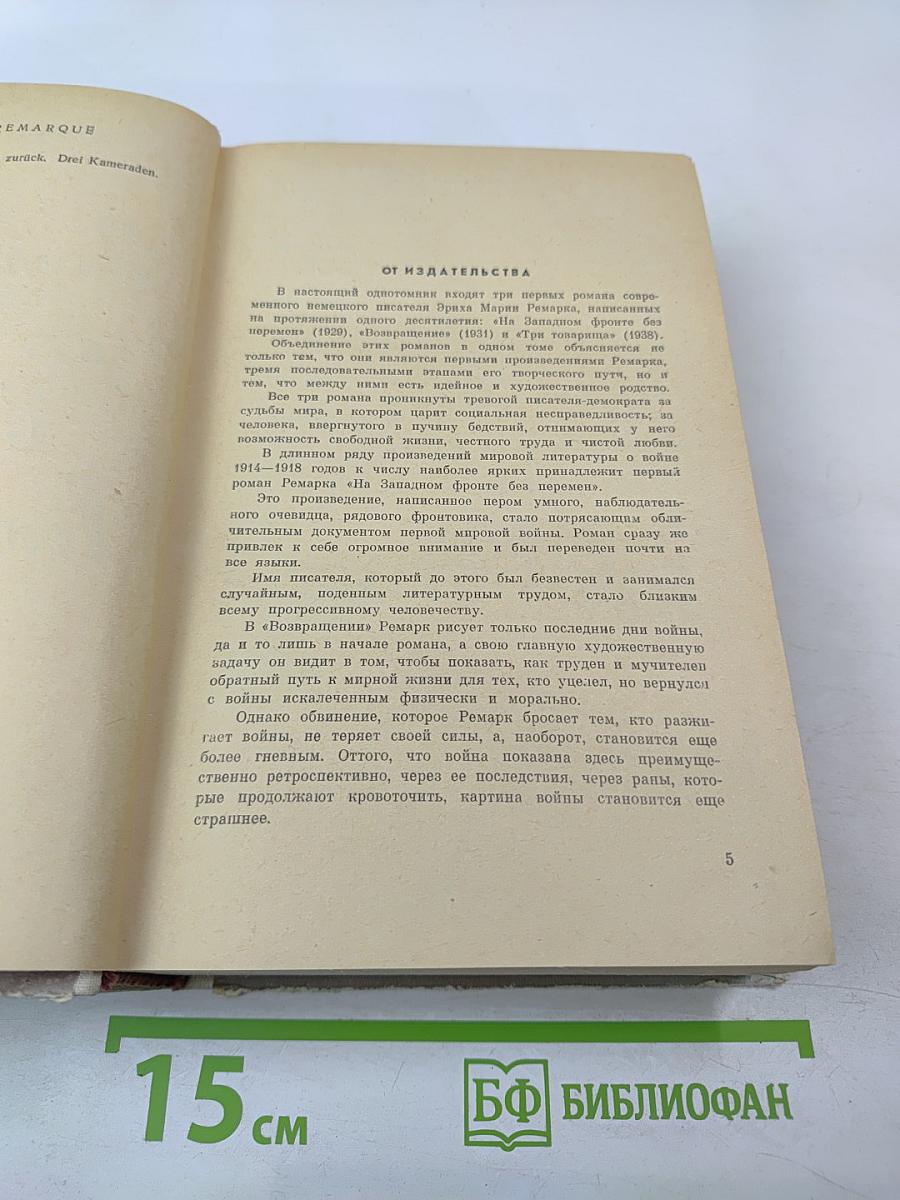 REMARQUE
zurück. Drei Kameraden.
ОТ ИЗДАТЕЛЬСТВА
В настоящий однотомник входят три первых романа совре-
менного немецкого писателя Эриха Марии Ремарка, написанных
на протяжении одного десятилетия: «На Западном фронте без
перемен» (1929), «Возвращение» (1931) и «Три товарища» (1938).
Объединение этих романов в одном томе объясняется не
только тем, что они являются первыми произведениями Ремарка,
тремя последовательными этапами его творческого пути, но и
тем, что между ними есть идейное и художественное родство.
Все три романа проникнуты тревогой писателя-демократа за
судьбы мира, в котором царит социальная несправедливость; за
человека, ввергнутого в пучину бедствий, отнимающих у него
возможность свободной жизни, честного труда и чистой любви.
В длинном ряду произведений мировой литературы о войне
1914—1918 годов к числу наиболее ярких принадлежит первый
роман Ремарка «На Западном фронте без перемен».
Это произведение, написанное пером умного, наблюдатель-
ного очевидца, рядового фронтовика, стало потрясающим обли-
чительным документом первой мировой войны. Роман сразу же
привлек к себе огромное внимание и был переведен почти на
все языки.
Имя писателя, который до этого был безвестен и занимался
случайным, поденным литературным трудом, стало близким
всему прогрессивному человечеству.
В «Возвращении» Ремарк рисует только последние дни войны,
да и то лишь в начале романа, а свою главную художественную
задачу он видит в том, чтобы показать, как труден и мучителен
обратный путь к мирной жизни для тех, кто уцелел, но вернулся
с войны искалеченным физически и морально.
Однако обвинение, которое Ремарк бросает тем, кто разжи-
гает войны, не теряет своей силы, а, наоборот, становится еще
более гневным. Оттого, что война показана здесь преимуще-
ственно ретроспективно, через ее последствия, через раны, кото-
рые продолжают кровоточить, картина войны становится еще
страшнее.
5
15 см
БФ БИБЛИОФАН